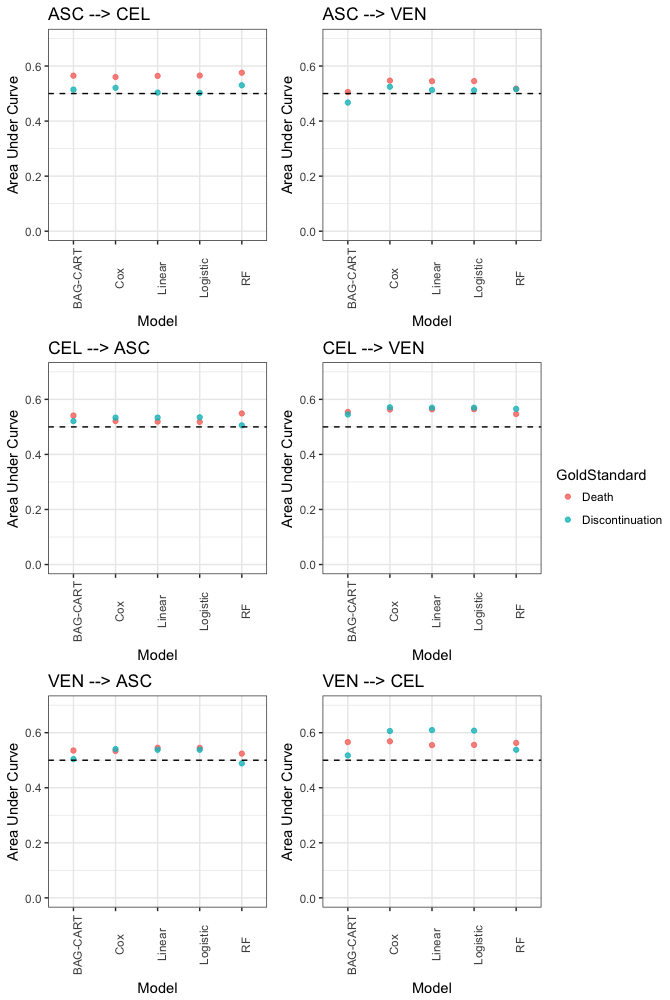 ASC --> CEL
Area Under Curve
0.6
0.4
0.2
0.0
BAG-CART
Cox
Linear
Logistic
RF
Model
ASC --> VEN
Area Under Curve
0.6
0.4
0.2
0.0
BAG-CART
Cox
Linear
Logistic
RF
Model
CEL --> ASC
Area Under Curve
0.6
0.4
0.2
0.0
BAG-CART
Cox
Linear
Logistic
RF
Model
CEL --> VEN
Area Under Curve
0.6
0.4
0.2
0.0
BAG-CART
Cox
Linear
Logistic
RF
Model
GoldStandard
Death
Discontinuation
VEN --> ASC
Area Under Curve
0.6
0.4
0.2
0.0
BAG-CART
Cox
Linear
Logistic
RF
Model
VEN --> CEL
Area Under Curve
0.6
0.4
0.2
0.0
BAG-CART
Cox
Linear
Logistic
RF
Model